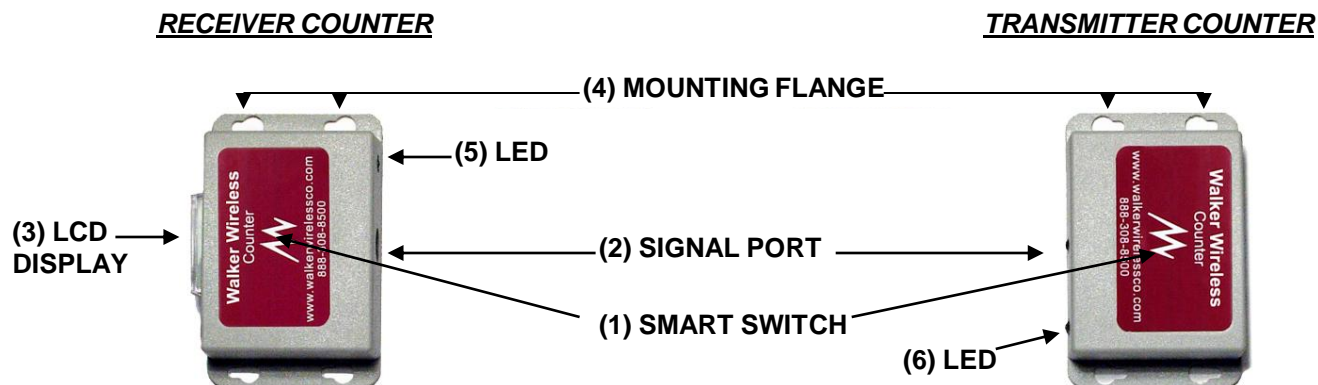 RECEIVER COUNTER
TRANSMITTER COUNTER
(4) MOUNTING FLANGE
(5) LED
(3) LCD
DISPLAY
(2) SIGNAL PORT
(1) SMART SWITCH
(6) LED
Walker Wireless
Counter
www.walkerwirelessco.com
888-308-8500
Walker Wireless
Counter
www.walkerwirelessco.com
888-308-8500